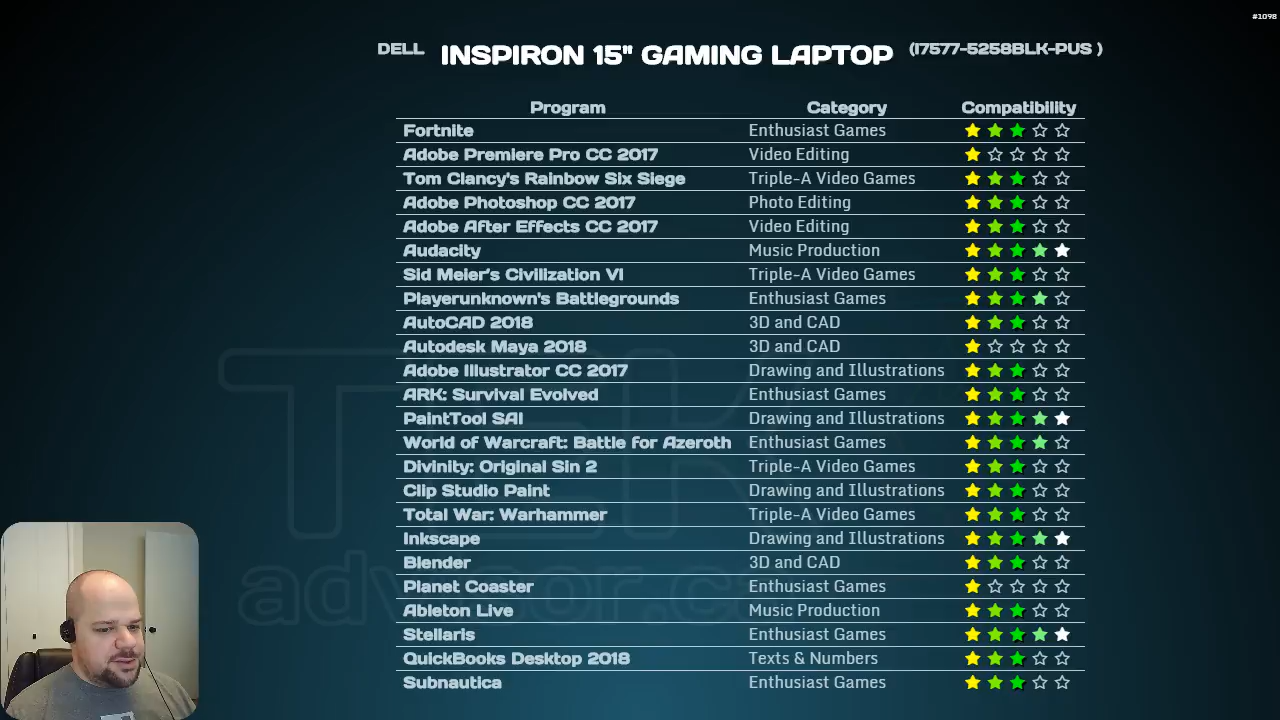 #1098
DELL INSPIRON 15" GAMING LAPTOP (I7577-5258BLK-PUS )
Program Category Compatibility
Fortnite Enthusiast Games
Adobe Premiere Pro CC 2017 Video Editing
Tom Clancy's Rainbow Six Siege Triple-A Video Games
Adobe Photoshop CC 2017 Photo Editing
Adobe After Effects CC 2017 Video Editing
Audacity Music Production
Sid Meier's Civilization VI Triple-A Video Games
Playerunknown's Battlegrounds Enthusiast Games
AutoCAD 2018 3D and CAD
Autodesk Maya 2018 3D and CAD
Adobe Illustrator CC 2017 Drawing and Illustrations
ARK: Survival Evolved Enthusiast Games
PaintTool SAI Drawing and Illustrations
World of Warcraft: Battle for Azeroth Enthusiast Games
Divinity: Original Sin 2 Triple-A Video Games
Clip Studio Paint Drawing and Illustrations
Total War: Warhammer Triple-A Video Games
Inkscape Drawing and Illustrations
Blender 3D and CAD
Planet Coaster Enthusiast Games
Ableton Live Music Production
Stellaris Enthusiast Games
QuickBooks Desktop 2018 Texts & Numbers
Subnautica Enthusiast Games